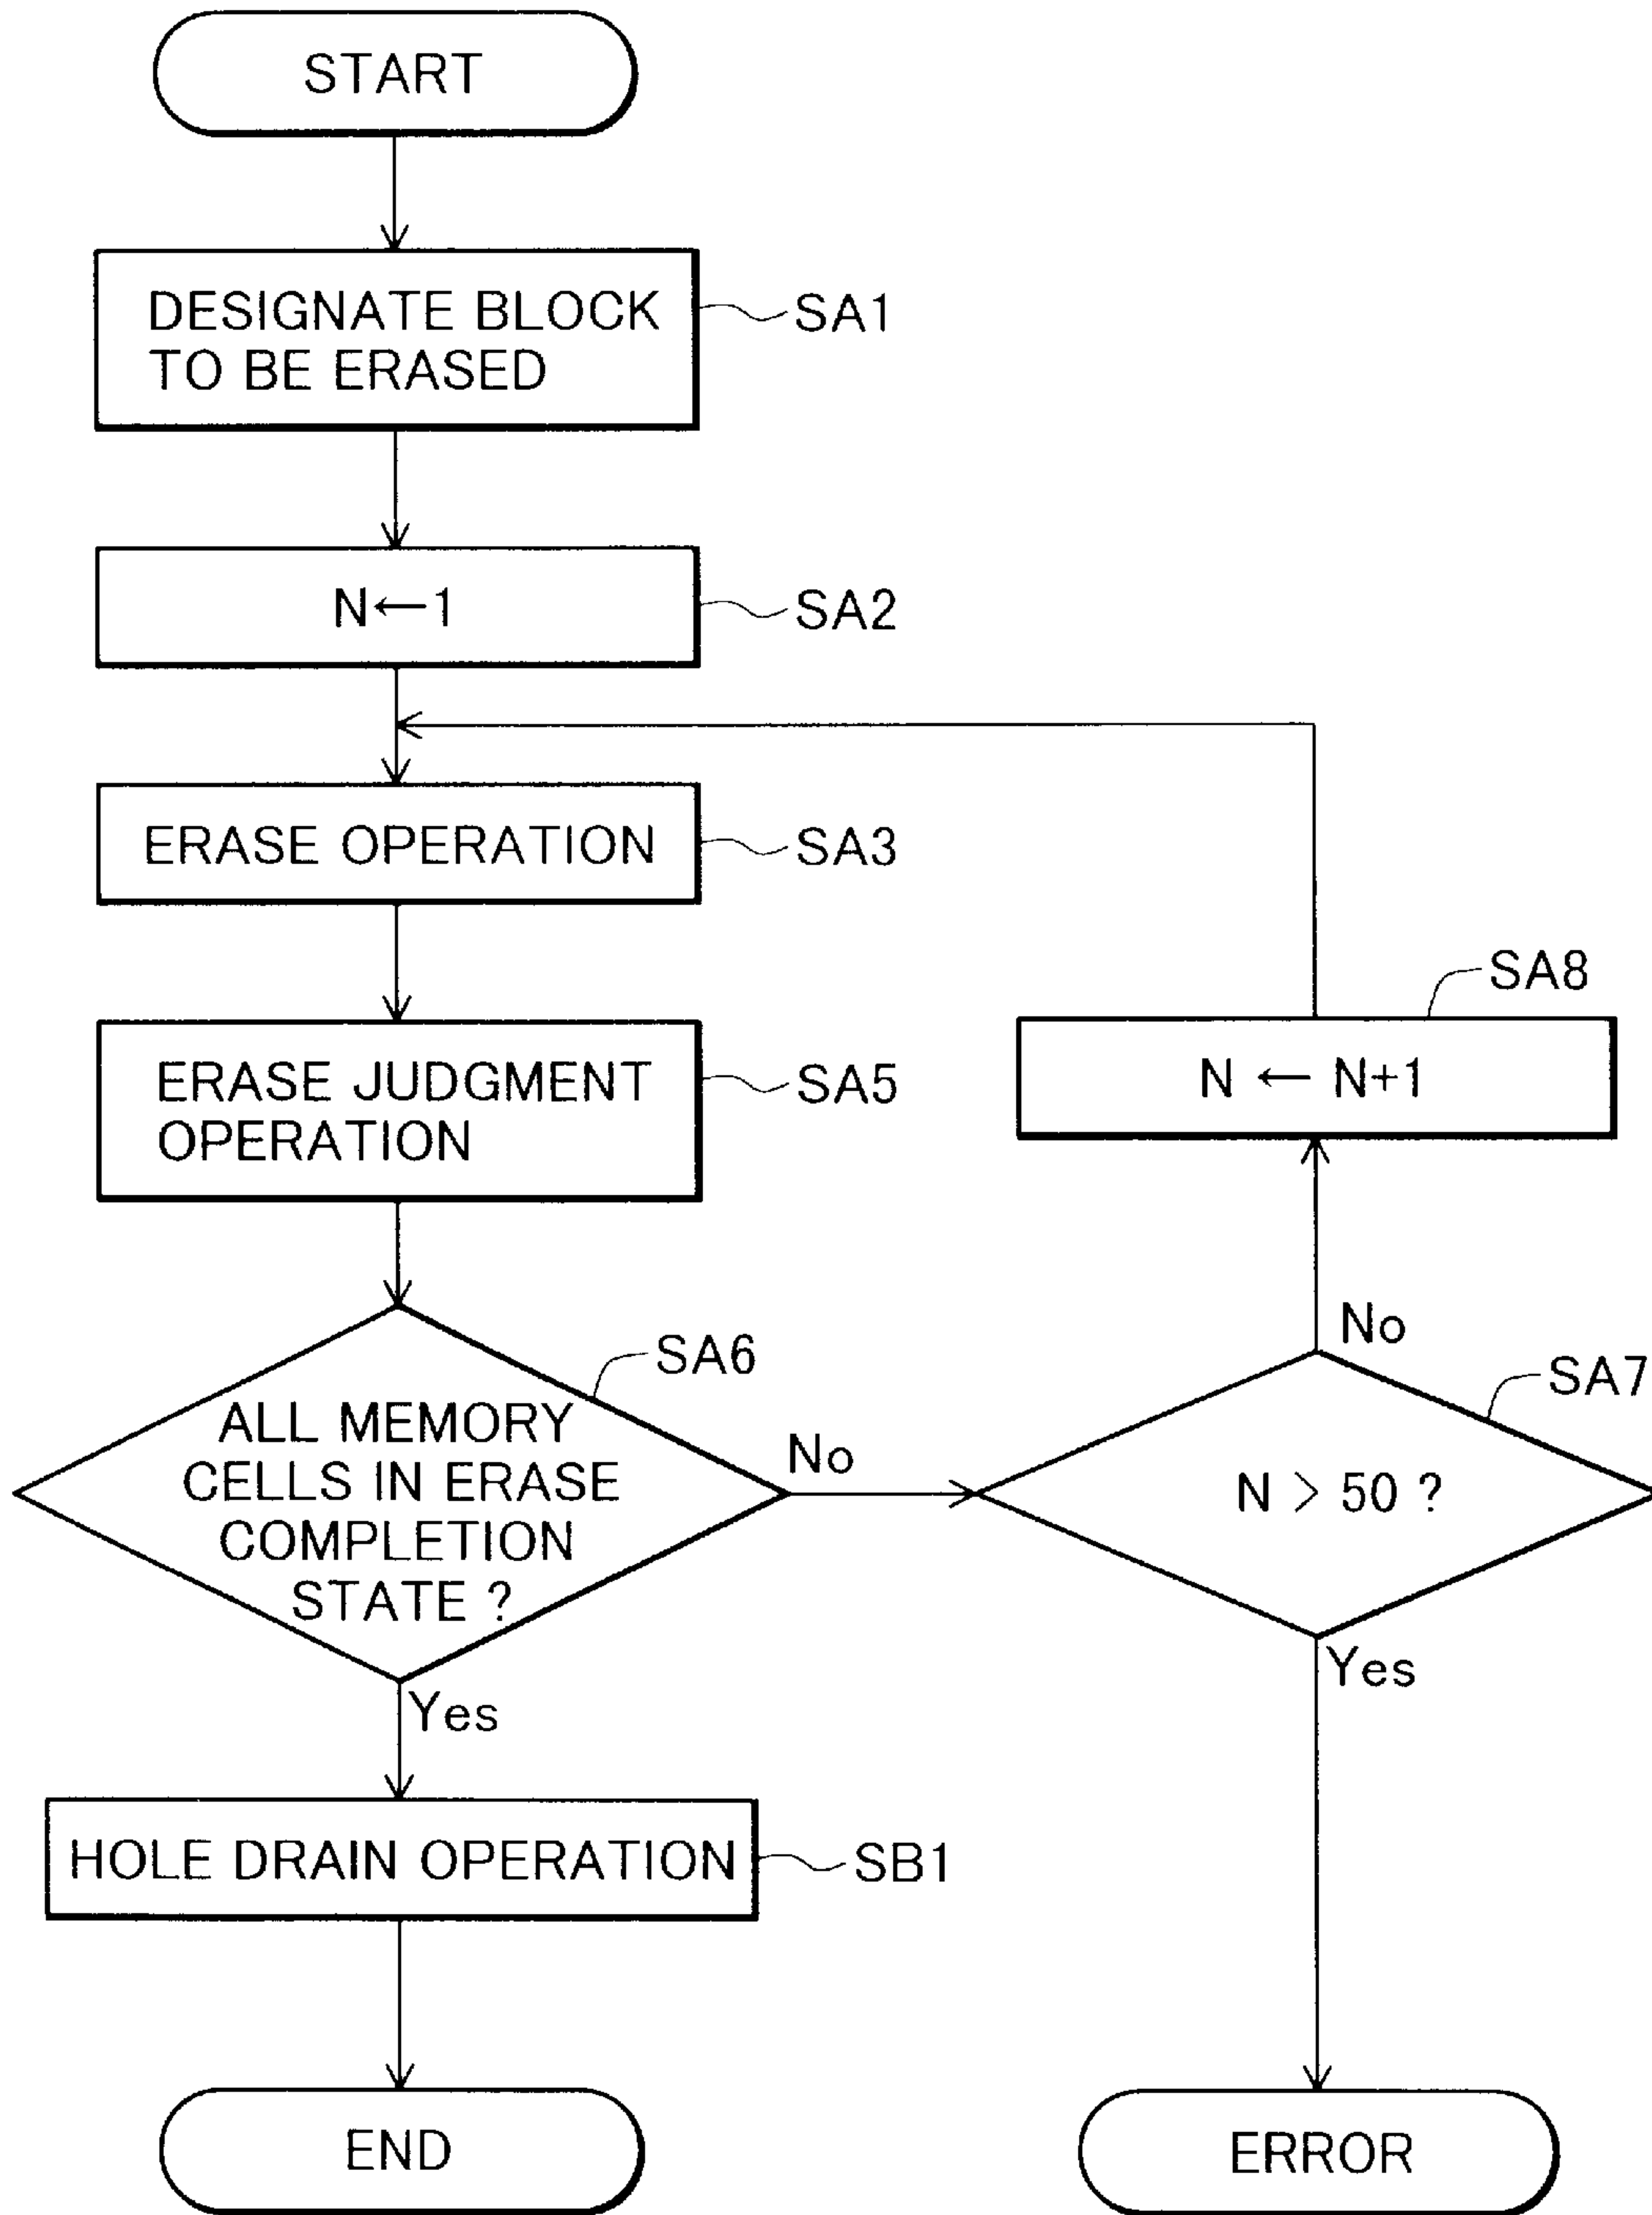 START
DESIGNATE BLOCK
TO BE ERASED
SA1
N←1
SA2
ERASE OPERATION
SA3
ERASE JUDGMENT
OPERATION
SA5
SA8
N ← N+1
ALL MEMORY
CELLS IN ERASE
COMPLETION
STATE ?
SA6
No
No
SA7
N > 50 ?
Yes
Yes
HOLE DRAIN OPERATION
SB1
END
ERROR